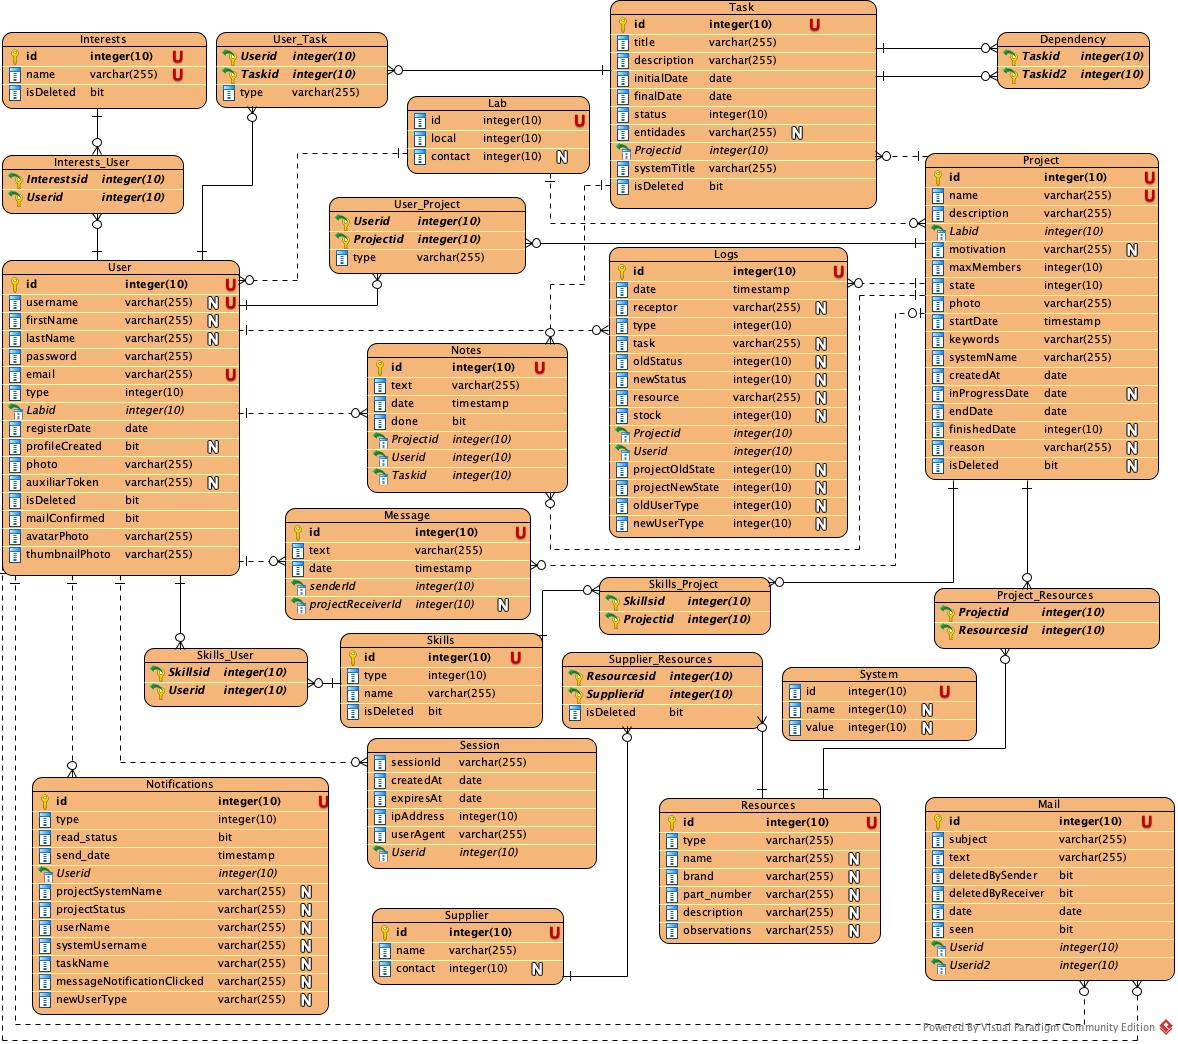 Interests
id integer(10) U
name varchar(255) U
isDeleted bit
User_Task
Userid integer(10)
Taskid integer(10)
type varchar(255)
Task
id integer(10) U
title varchar(255)
description varchar(255)
initialDate date
finalDate date
status integer(10)
entidades varchar(255) N
Projectid integer(10)
systemTitle varchar(255)
isDeleted bit
Dependency
Taskid integer(10)
Taskid2 integer(10)
Lab
id integer(10) U
local integer(10)
contact integer(10) N
Interests_User
Interestsid integer(10)
Userid integer(10)
User_Project
Userid integer(10)
Projectid integer(10)
type varchar(255)
Project
id integer(10) U
name varchar(255) U
description varchar(255)
Labid integer(10)
motivation varchar(255) N
maxMembers integer(10)
state integer(10)
photo varchar(255)
startDate timestamp
keywords varchar(255)
systemName varchar(255)
createdAt date
inProgressDate date N
endDate date
finishedDate integer(10) N
reason varchar(255) N
isDeleted bit N
User
id integer(10) U
username varchar(255) N U
firstName varchar(255) N
lastName varchar(255) N
password varchar(255)
email varchar(255) U
type integer(10)
Labid integer(10)
registerDate date
profileCreated bit N
photo varchar(255)
auxiliarToken varchar(255) N
isDeleted bit
mailConfirmed bit
avatarPhoto varchar(255)
thumbnailPhoto varchar(255)
Logs
id integer(10) U
date timestamp
receptor varchar(255) N
type integer(10)
task varchar(255) N
oldStatus integer(10) N
newStatus integer(10) N
resource varchar(255) N
stock integer(10) N
Projectid integer(10)
Userid integer(10)
projectOldState integer(10) N
projectNewState integer(10) N
oldUserType integer(10) N
newUserType integer(10) N
Notes
id integer(10) U
text varchar(255)
date timestamp
done bit
Projectid integer(10)
Userid integer(10)
Taskid integer(10)
Message
id integer(10) U
text varchar(255)
date timestamp
senderId integer(10)
projectReceiverId integer(10) N
Skills_Project
Skillsid integer(10)
Projectid integer(10)
Project_Resources
Projectid integer(10)
Resourcesid integer(10)
Skills_User
Skillsid integer(10)
Userid integer(10)
Skills
id integer(10) U
type integer(10)
name varchar(255)
isDeleted bit
Supplier_Resources
Resourcesid integer(10)
Supplierid integer(10)
isDeleted bit
System
id integer(10) U
name integer(10) N
value integer(10) N
Session
sessionId varchar(255)
createdAt date
expiresAt date
ipAddress integer(10)
userAgent varchar(255)
Userid integer(10)
Notifications
id integer(10) U
type integer(10)
read_status bit
send_date timestamp
Userid integer(10)
projectSystemName varchar(255) N
projectStatus varchar(255) N
userName varchar(255) N
systemUsername varchar(255) N
taskName varchar(255) N
messageNotificationClicked varchar(255) N
newUserType varchar(255) N
Resources
id integer(10) U
type varchar(255)
name varchar(255) N
brand varchar(255) N
part_number varchar(255) N
description varchar(255) N
observations varchar(255) N
Mail
id integer(10) U
subject varchar(255)
text varchar(255)
deletedBySender bit
deletedByReceiver bit
date date
seen bit
Userid integer(10)
Userid2 integer(10)
Supplier
id integer(10) U
name varchar(255)
contact integer(10) N
Powered By Visual Paradigm Community Edition